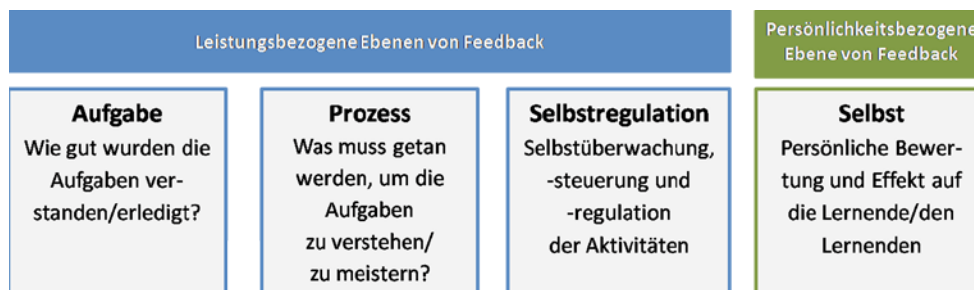 Leistungsbezogene Ebenen von Feedback
Persönlichkeitsbezogene
Ebene von Feedback
Aufgabe
Wie gut wurden die
Aufgaben ver-
standen/erledigt?
Prozess
Was muss getan
werden, um die
Aufgaben
zu verstehen/
zu meistern?
Selbstregulation
Selbstüberwachung,
-steuerung und
-regulation
der Aktivitäten
Selbst
Persönliche Bewer-
tung und Effekt auf
die Lernende/den
Lernenden